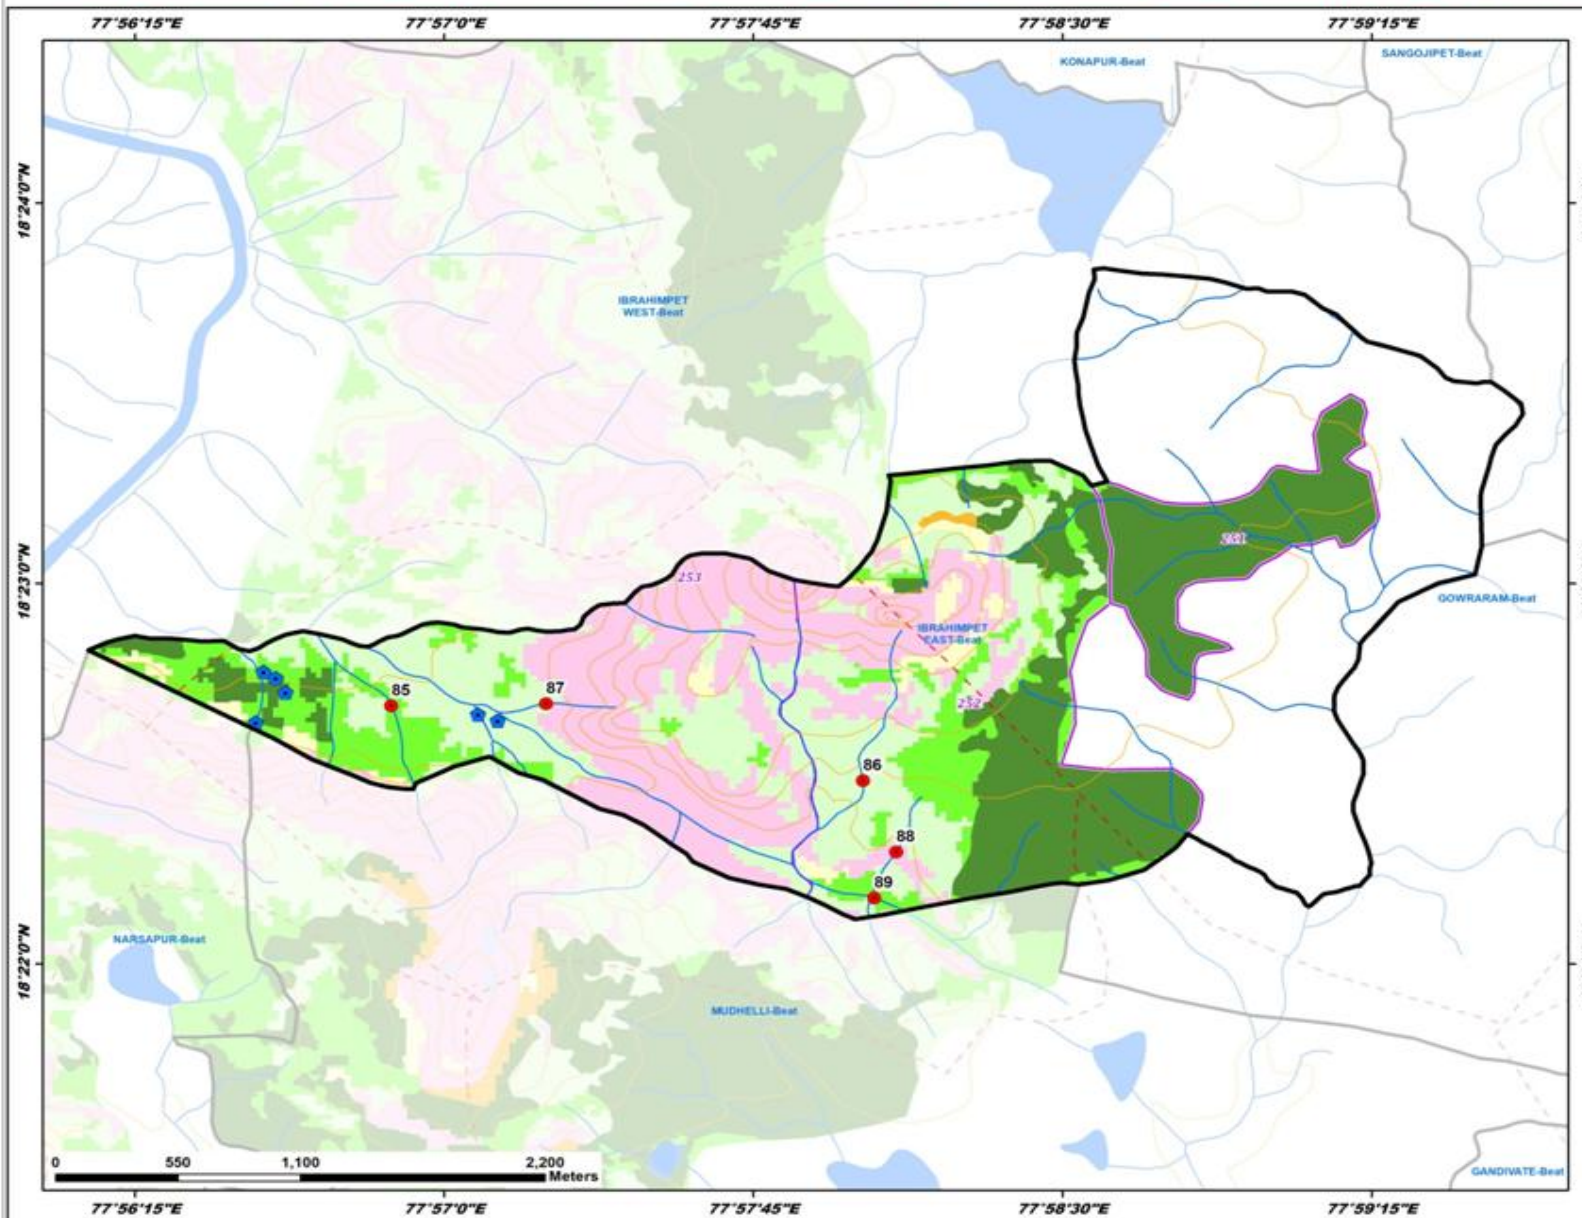 77°56'15"E 77°57'0"E 77°57'45"E 77°58'30"E 77°59'15"E
KONAPUR-Beat
SANGOJIPET-Beat
18°24'0"N
IBRAHIMPET
WEST-Beat
251
253
18°23'0"N
GOWRARAM-Beat
IBRAHIMPET
EAST-Beat
85
87
252
86
88
89
NARSAPUR-Beat
18°22'0"N
MUDHELLI-Beat
0 550 1,100 2,200
Meters
GANDIVATE-Beat
77°56'15"E 77°57'0"E 77°57'45"E 77°58'30"E 77°59'15"E